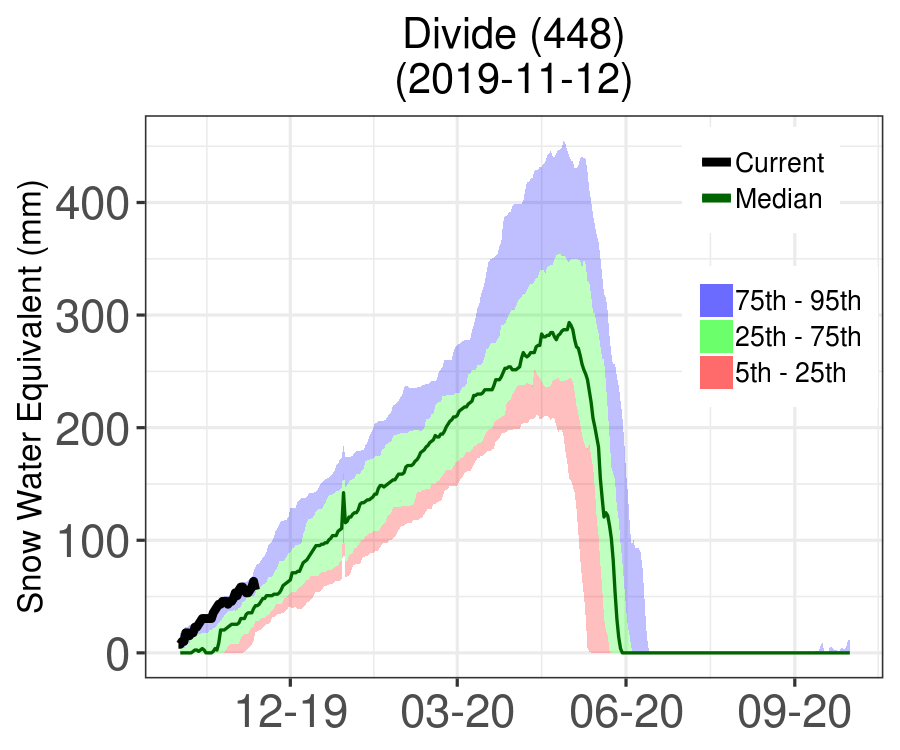 Divide (448)
(2019-11-12)
Snow Water Equivalent (mm)
400
300
200
100
0
Current
Median
75th - 95th
25th - 75th
5th - 25th
12-19 03-20 06-20 09-20